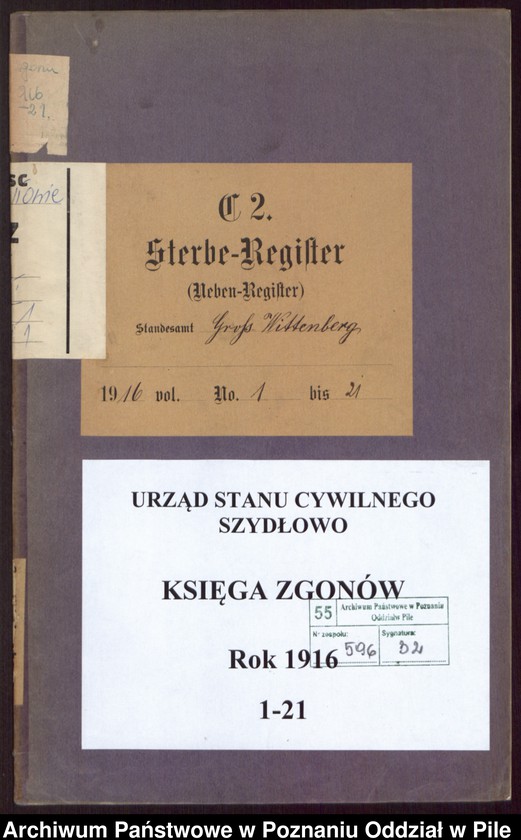 C 2.
Sterbe-Register
(Neben-Register)
Standesamt Gross Wittenberg
1916 vol. No. 1 bis 21
URZĄD STANU CYWILNEGO
SZYDŁOWO
KSIĘGA ZGONÓW
55 Archiwum Państwowe w Poznaniu
Oddział w Pile
Nr zespołu: 596 Sygnatura: 32
Rok 1916
1-21
Archiwum Państwowe w Poznaniu Oddział w Pile